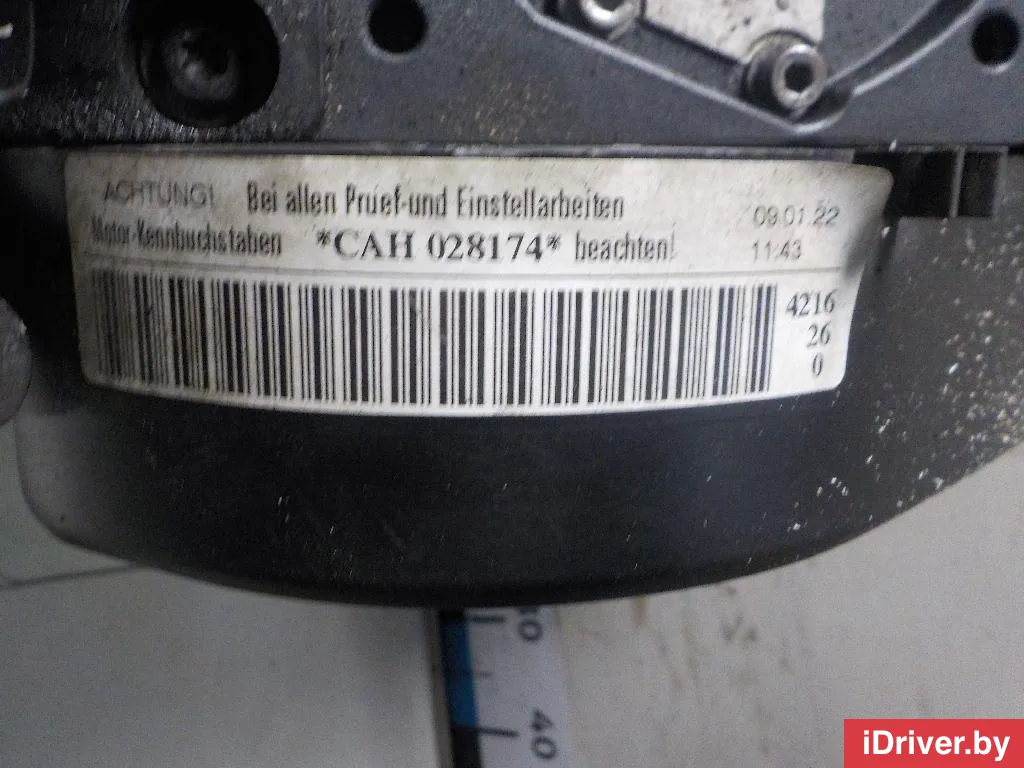 ACHTUNG! Bei allen Pruef-und Einstellarbeiten
09.01.22
Motor-Kennbuchstaben *CAH 028174* beachten!
11:43
4216
26
0
40
iDriver.by